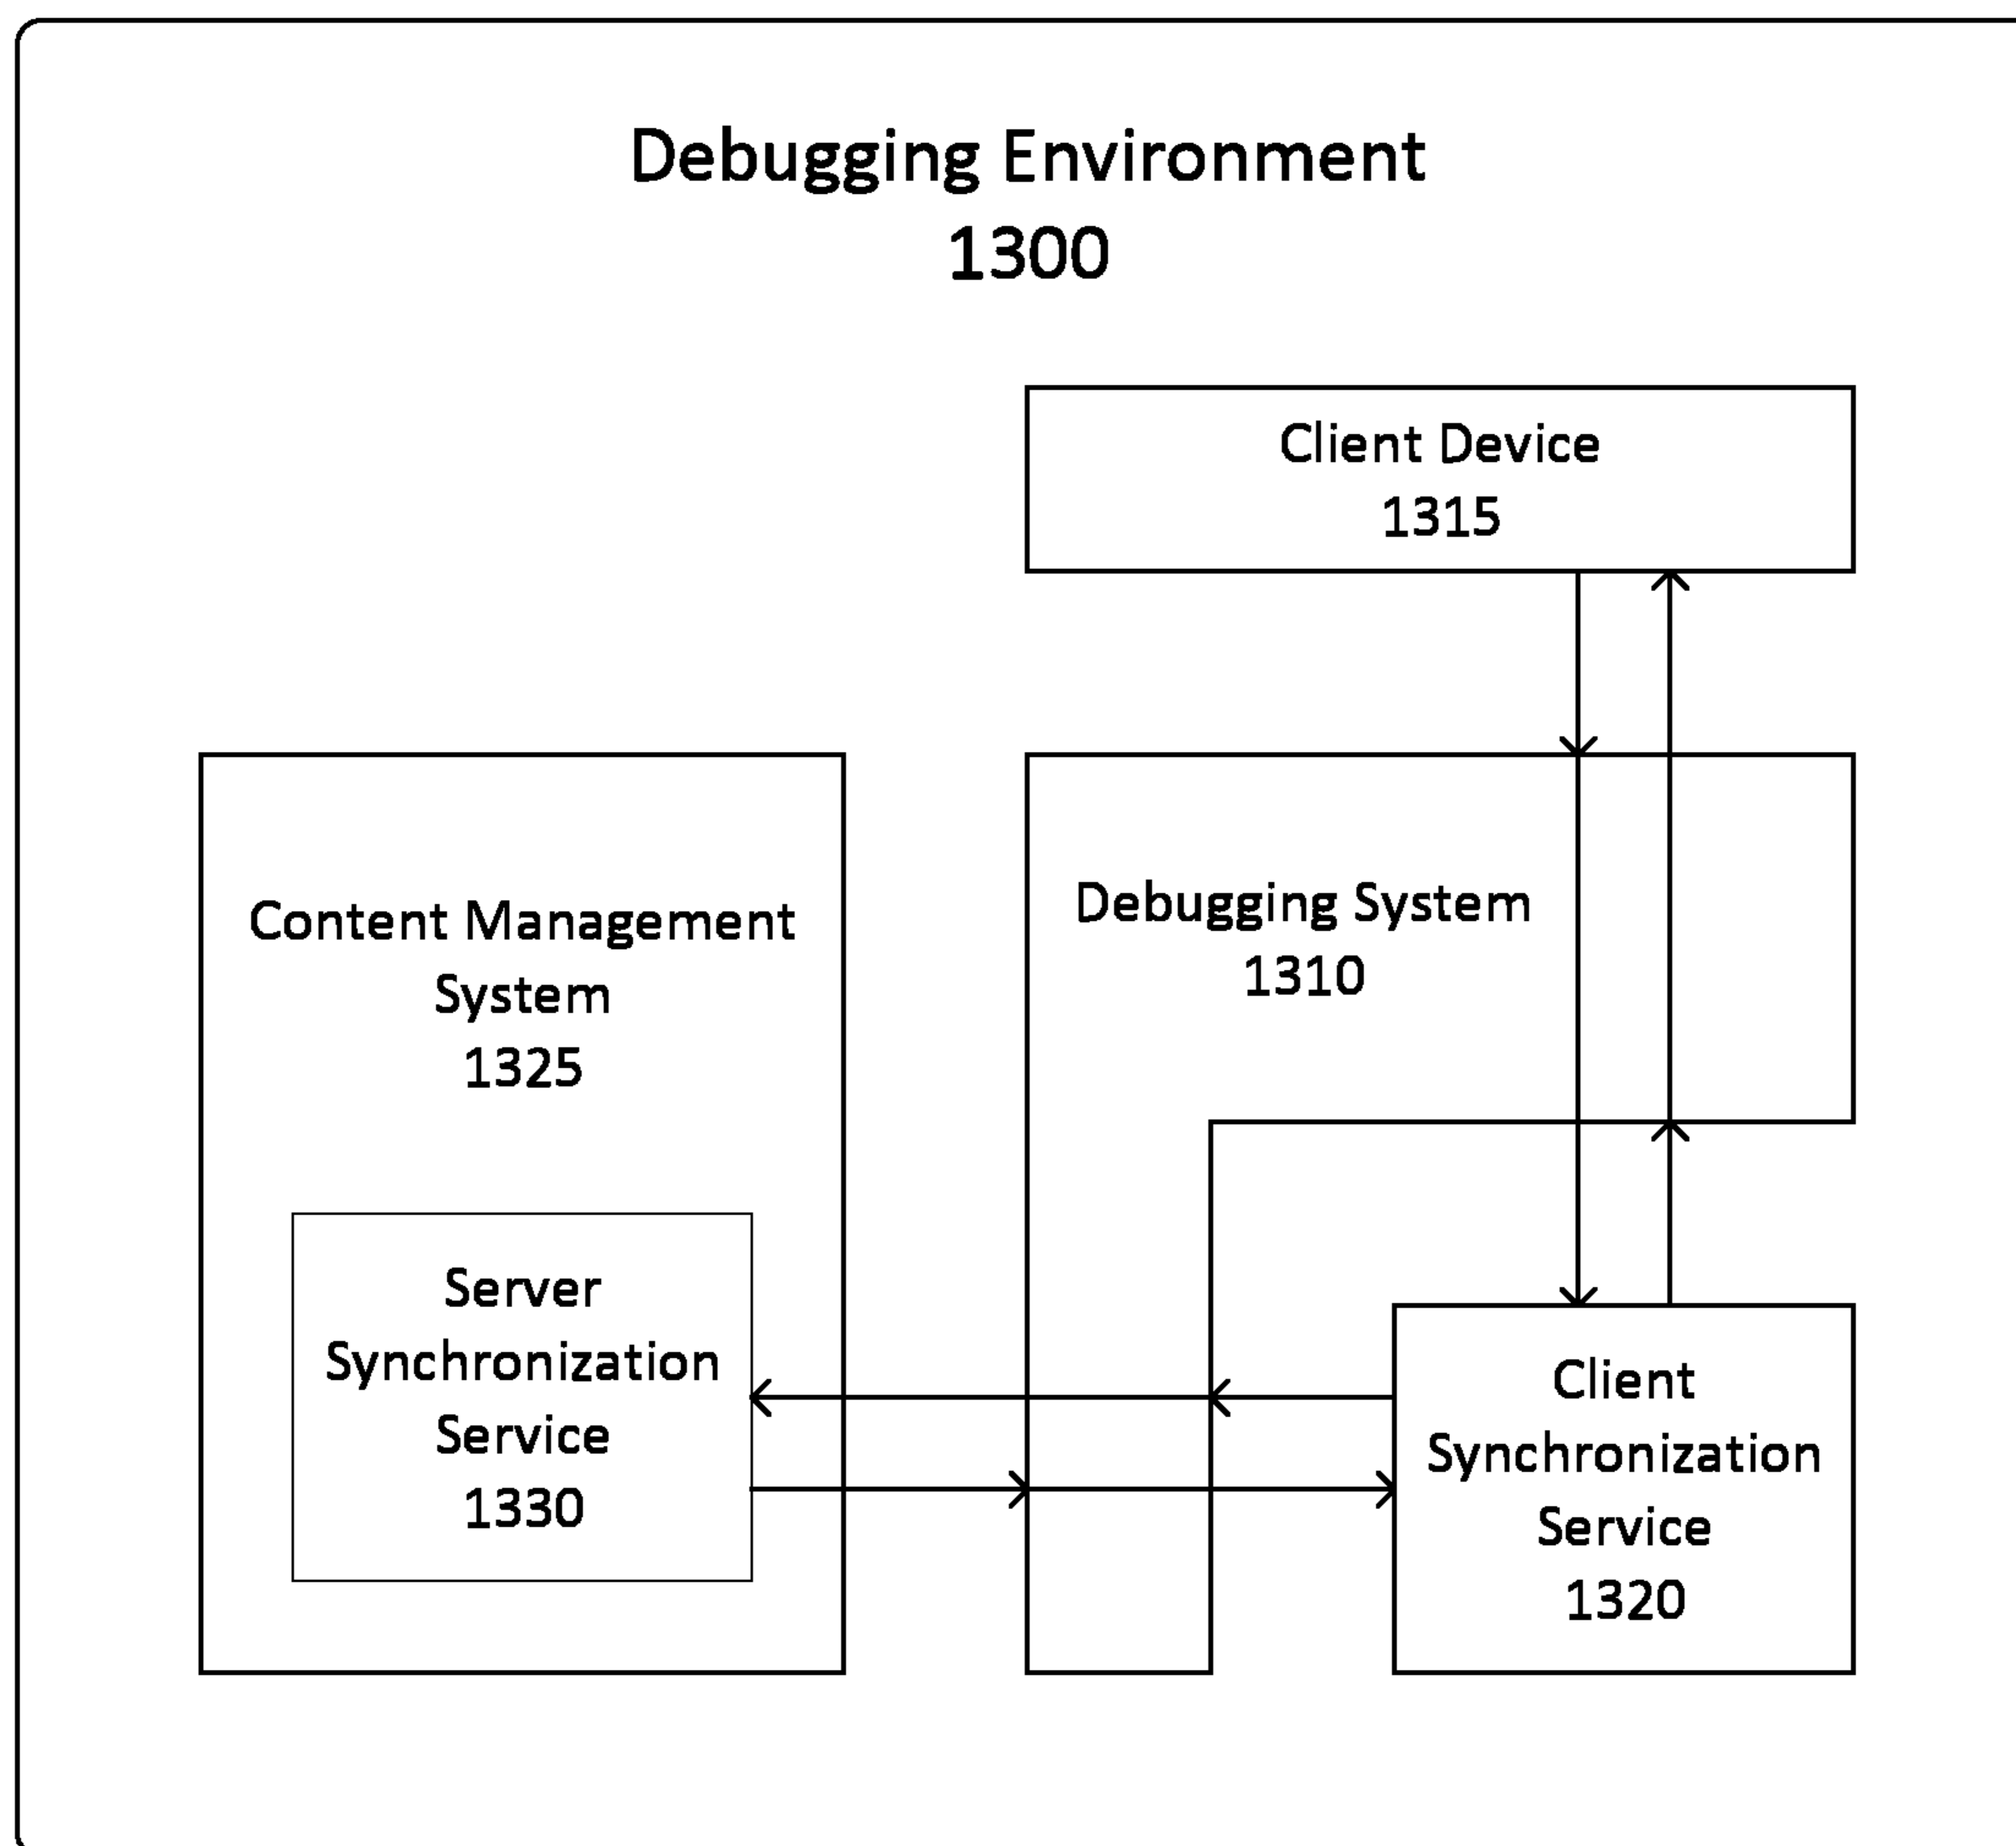 Debugging Environment
1300
Client Device
1315
Content Management
System
1325
Debugging System
1310
Server
Synchronization
Service
1330
Client
Synchronization
Service
1320